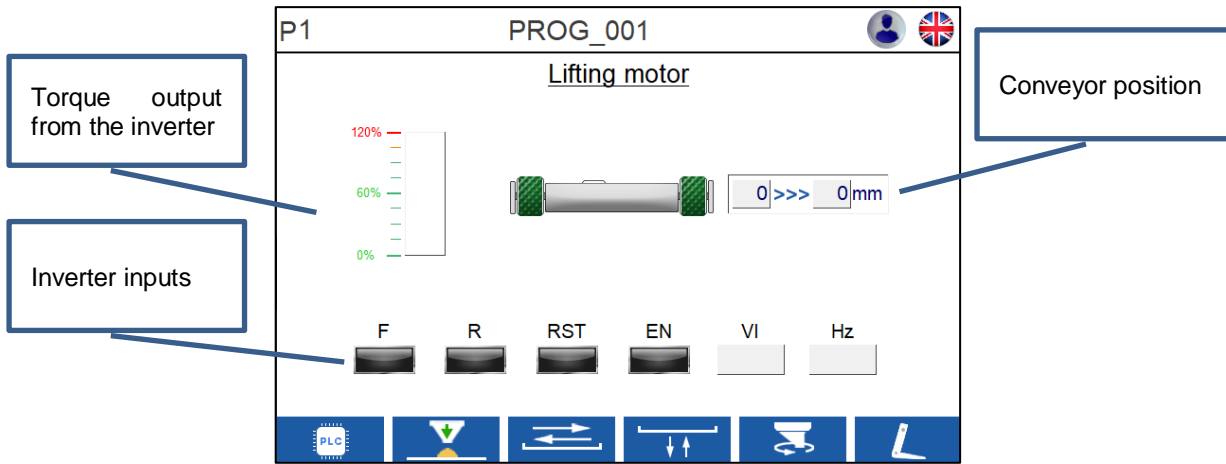 P1 PROG_001
Lifting motor
Torque output
from the inverter
Conveyor position
120%
60%
0%
0 >>> 0 mm
Inverter inputs
F R RST EN VI Hz
PLC